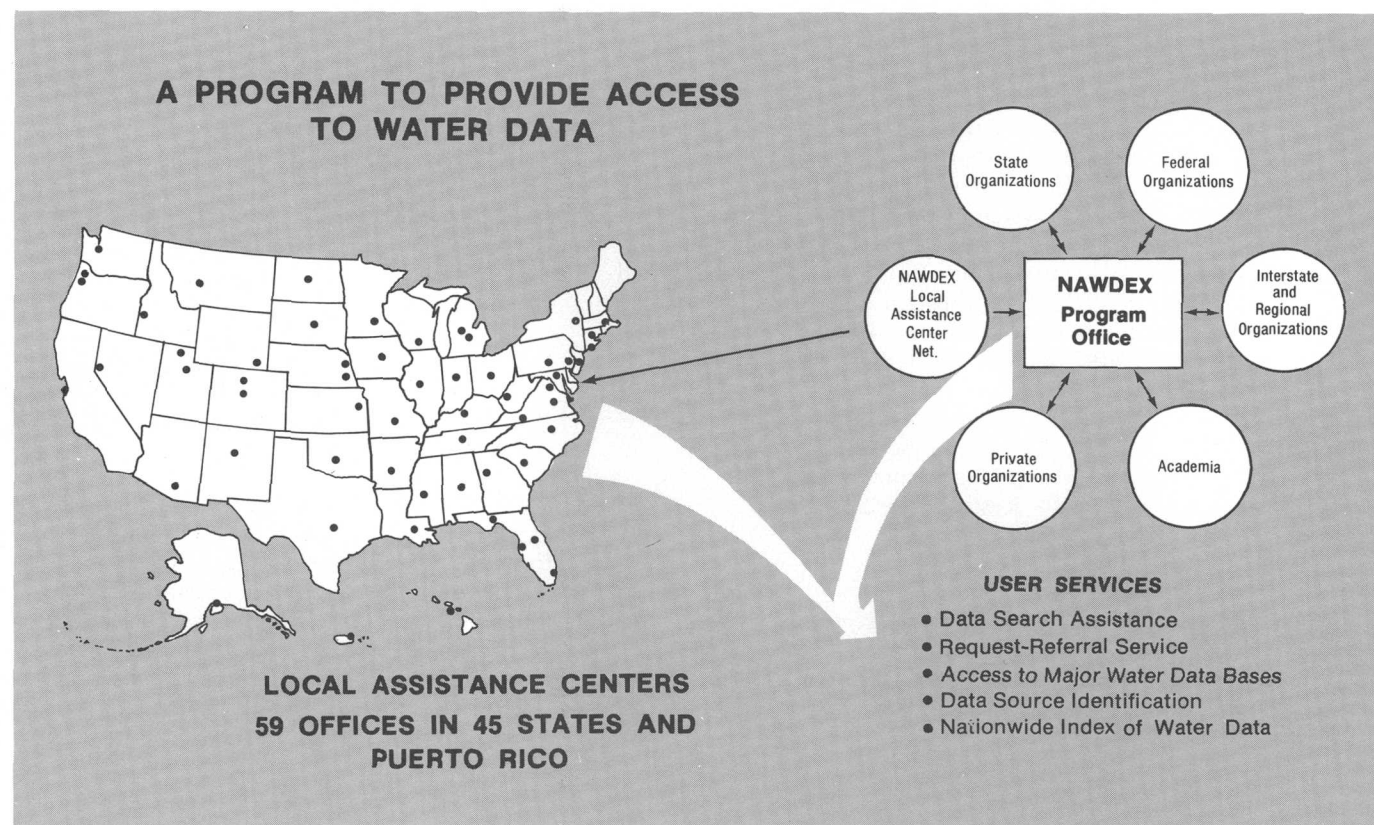 A PROGRAM TO PROVIDE ACCESS
TO WATER DATA
State
Organizations
Federal
Organizations
NAWDEX
Local
Assistance
Center
Net.
NAWDEX
Program
Office
Interstate
and
Regional
Organizations
Private
Organizations
Academia
LOCAL ASSISTANCE CENTERS
59 OFFICES IN 45 STATES AND
PUERTO RICO
USER SERVICES
• Data Search Assistance
• Request-Referral Service
• Access to Major Water Data Bases
• Data Source Identification
• Nationwide Index of Water Data